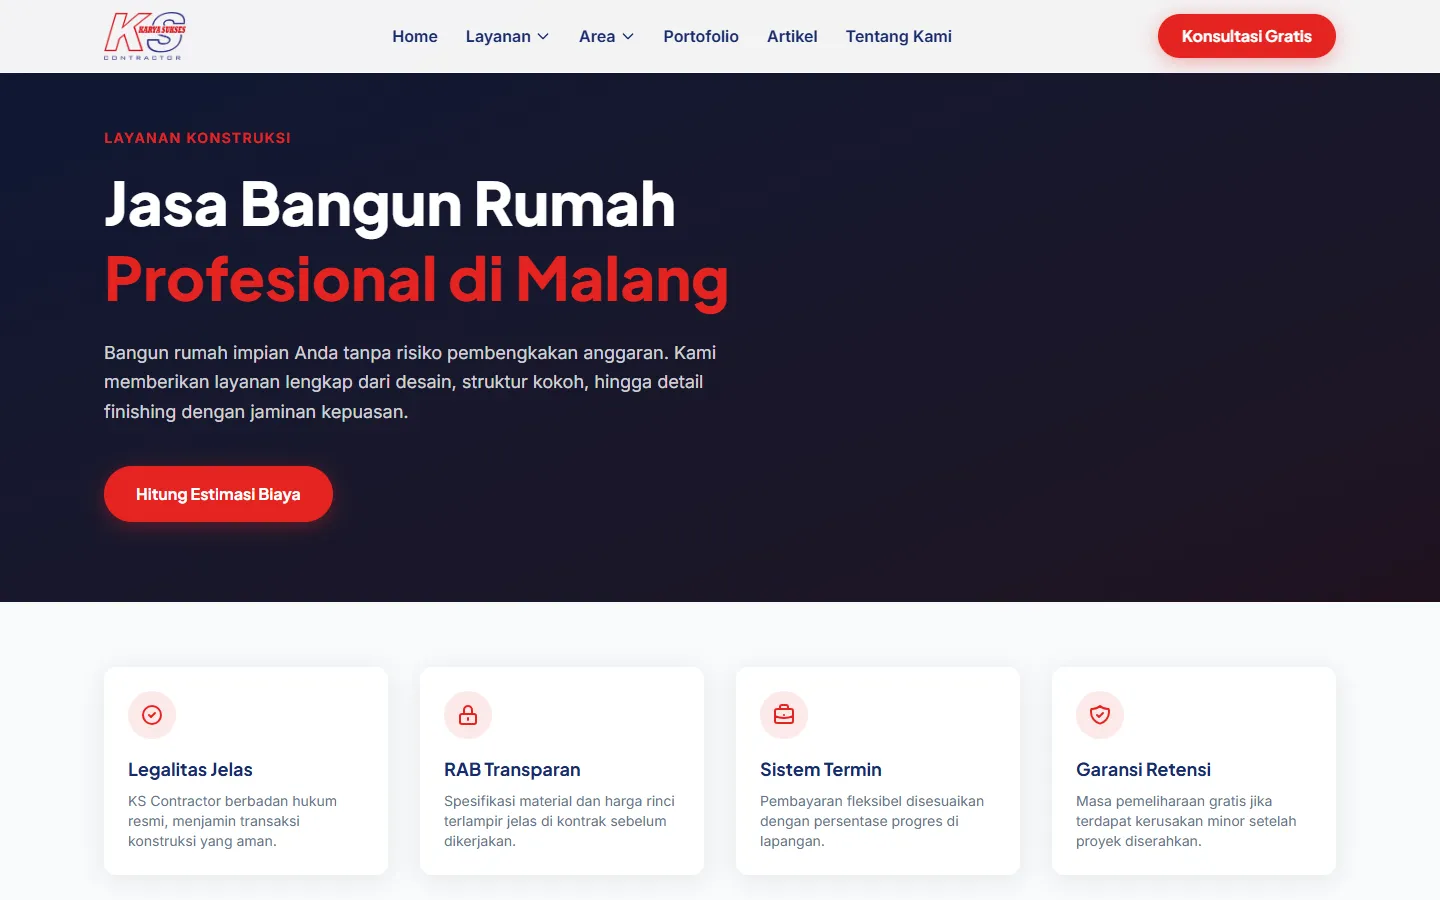 KS
KARYA SUKSES
CONTRACTOR
Home
Layanan
Area
Portofolio
Artikel
Tentang Kami
Konsultasi Gratis
LAYANAN KONSTRUKSI
Jasa Bangun Rumah
Profesional di Malang
Bangun rumah impian Anda tanpa risiko pembengkakan anggaran. Kami
memberikan layanan lengkap dari desain, struktur kokoh, hingga detail
finishing dengan jaminan kepuasan.
Hitung Estimasi Biaya
Legalitas Jelas
KS Contractor berbadan hukum
resmi, menjamin transaksi
konstruksi yang aman.
RAB Transparan
Spesifikasi material dan harga rinci
terlampir jelas di kontrak sebelum
dikerjakan.
Sistem Termin
Pembayaran fleksibel disesuaikan
dengan persentase progres di
lapangan.
Garansi Retensi
Masa pemeliharaan gratis jika
terdapat kerusakan minor setelah
proyek diserahkan.